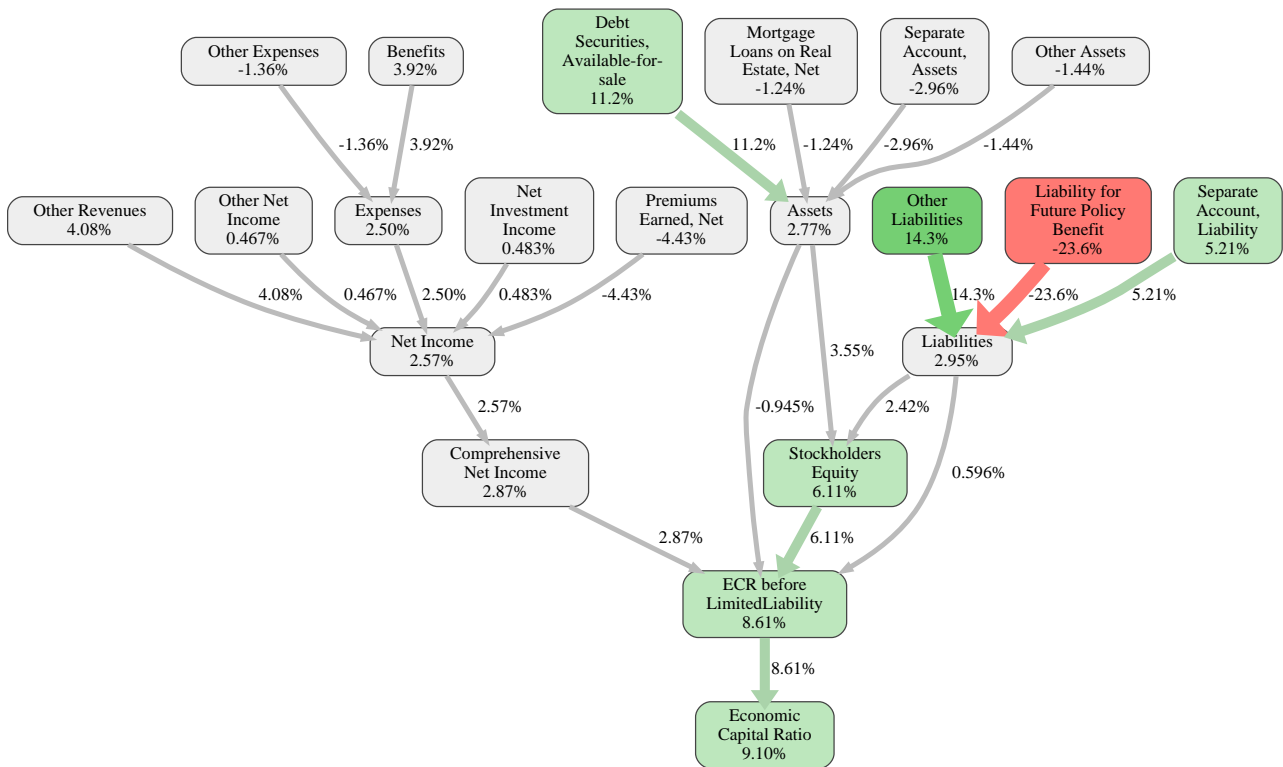 Debt
Securities,
Available-for-
sale
11.2%
Mortgage
Loans on Real
Estate, Net
-1.24%
Separate
Account,
Assets
-2.96%
Other Assets
-1.44%
Other Expenses
-1.36%
Benefits
3.92%
-1.36%
3.92%
11.2%
-1.24%
-2.96%
-1.44%
Other Revenues
4.08%
Other Net
Income
0.467%
Expenses
2.50%
Net
Investment
Income
0.483%
Premiums
Earned, Net
-4.43%
Assets
2.77%
Other
Liabilities
14.3%
Liability for
Future Policy
Benefit
-23.6%
Separate
Account,
Liability
5.21%
4.08%
0.467%
2.50%
0.483%
-4.43%
14.3%
-23.6%
5.21%
Net Income
2.57%
3.55%
Liabilities
2.95%
2.57%
-0.945%
2.42%
0.596%
Comprehensive
Net Income
2.87%
Stockholders
Equity
6.11%
2.87%
6.11%
ECR before
LimitedLiability
8.61%
8.61%
Economic
Capital Ratio
9.10%